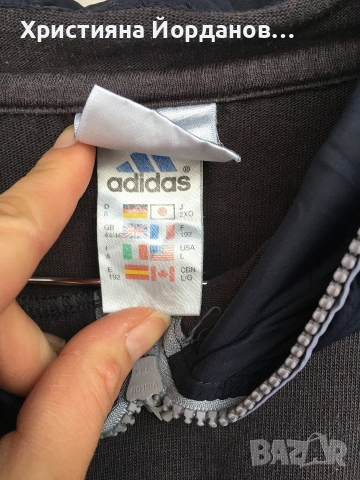 Християна Йорданов...
adidas
D
8
J
2XO
GB
44/46
F
192
I
8
USA
L
E
192
CDN
L/G
BAZAR